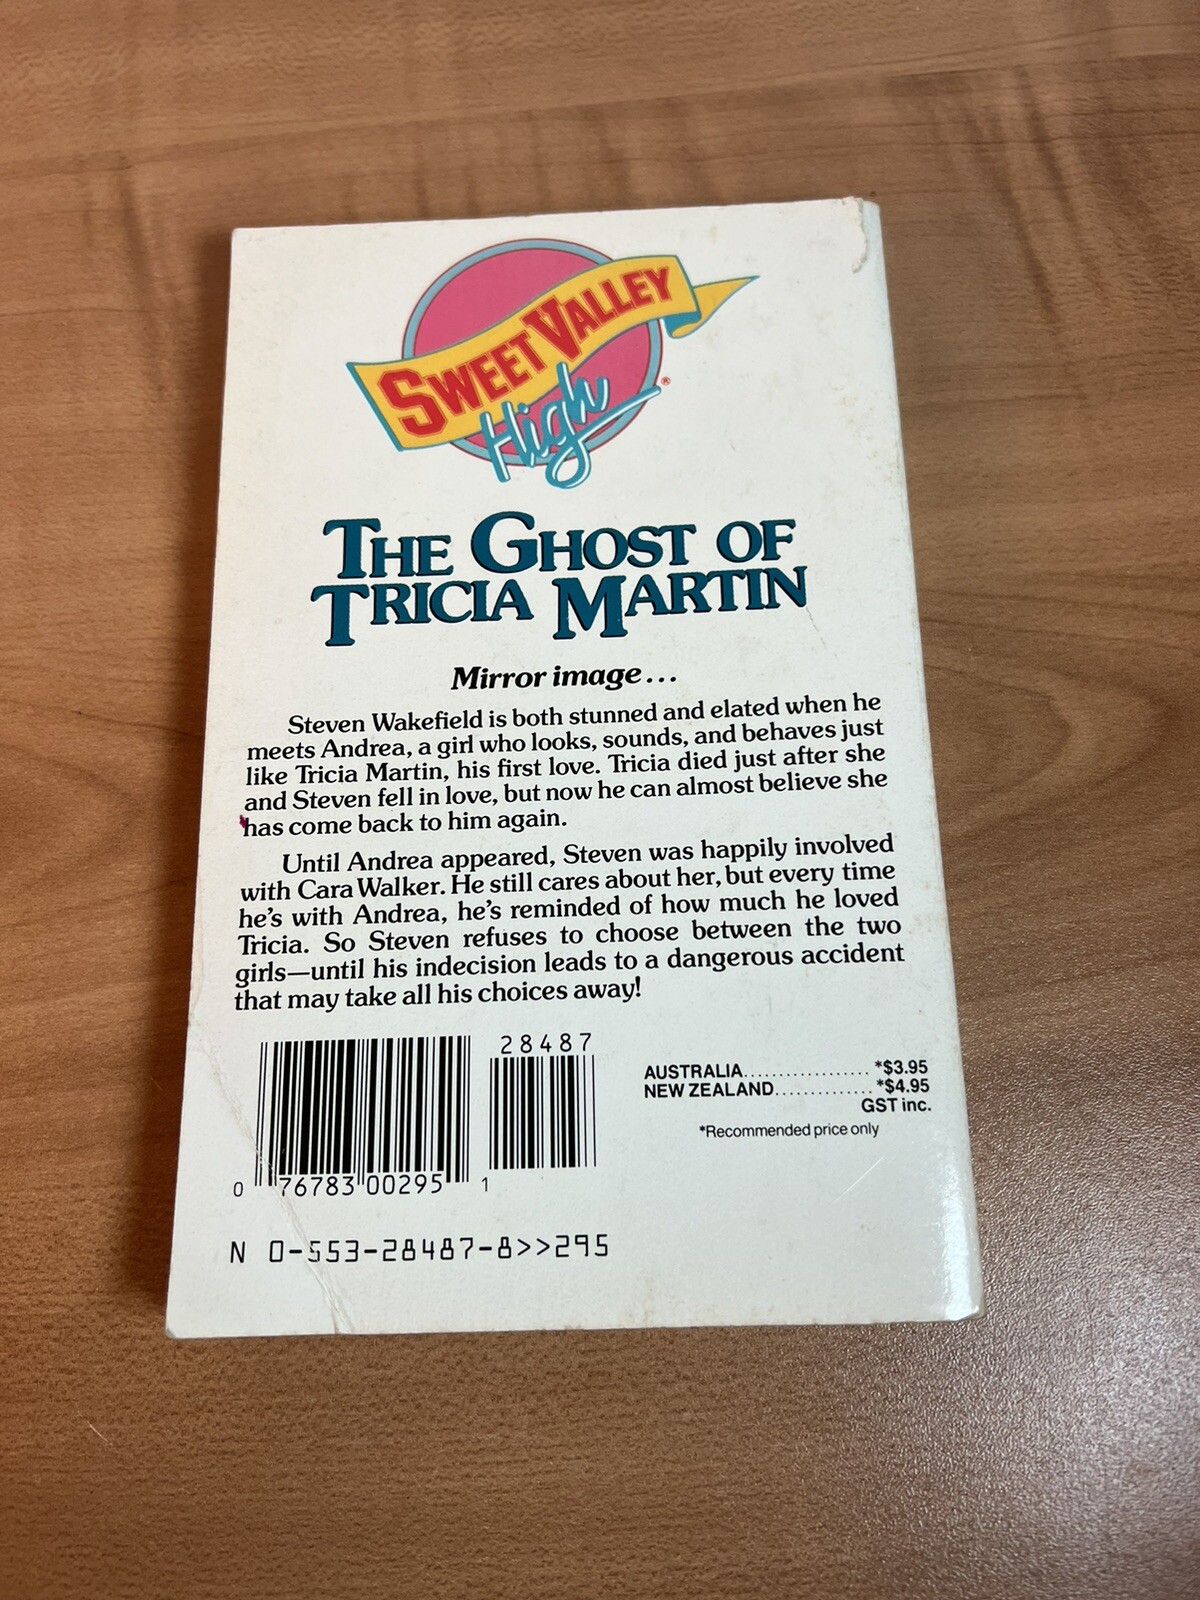 SWEET VALLEY
High®
THE GHOST OF
TRICIA MARTIN
Mirror image...
Steven Wakefield is both stunned and elated when he
meets Andrea, a girl who looks, sounds, and behaves just
like Tricia Martin, his first love. Tricia died just after she
and Steven fell in love, but now he can almost believe she
has come back to him again.
Until Andrea appeared, Steven was happily involved
with Cara Walker. He still cares about her, but every time
he's with Andrea, he's reminded of how much he loved
Tricia. So Steven refuses to choose between the two
girls—until his indecision leads to a dangerous accident
that may take all his choices away!
28487
AUSTRALIA.................. *$3.95
NEW ZEALAND.............. *$4.95
GST inc.
*Recommended price only
0 76783 00295 1
N 0-553-28487-8>>295